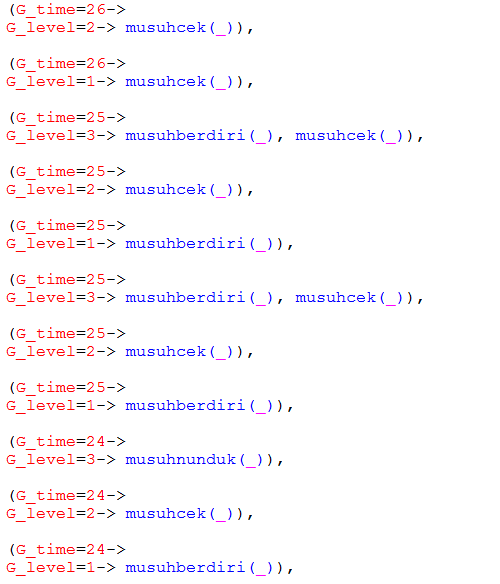 (G_time=26->
G_level=2-> musuhcek(_)),
(G_time=26->
G_level=1-> musuhcek(_)),
(G_time=25->
G_level=3-> musuhberdiri(_), musuhcek(_)),
(G_time=25->
G_level=2-> musuhcek(_)),
(G_time=25->
G_level=1-> musuhberdiri(_)),
(G_time=25->
G_level=3-> musuhberdiri(_), musuhcek(_)),
(G_time=25->
G_level=2-> musuhcek(_)),
(G_time=25->
G_level=1-> musuhberdiri(_)),
(G_time=24->
G_level=3-> musuhnunduk(_)),
(G_time=24->
G_level=2-> musuhcek(_)),
(G_time=24->
G_level=1-> musuhberdiri(_)),